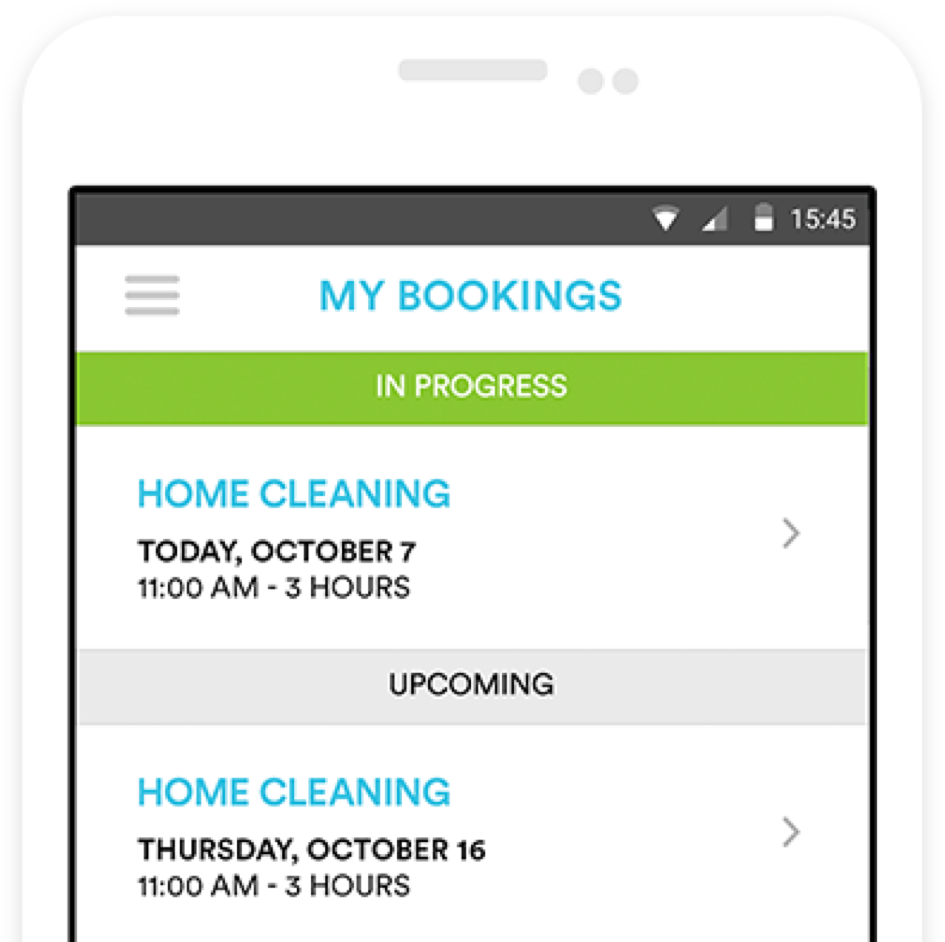 15:45
MY BOOKINGS
IN PROGRESS
HOME CLEANING
TODAY, OCTOBER 7
11:00 AM - 3 HOURS
UPCOMING
HOME CLEANING
THURSDAY, OCTOBER 16
11:00 AM - 3 HOURS